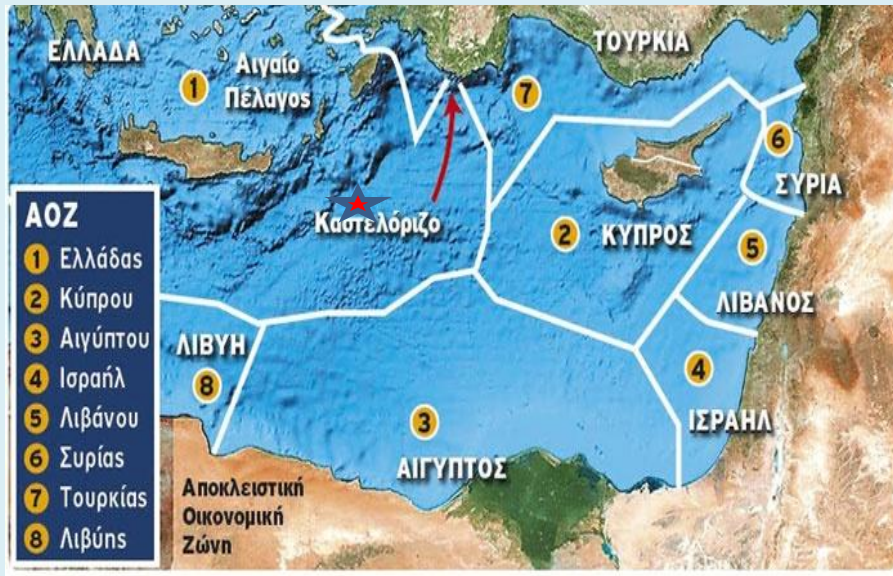 ΕΛΛΑΔΑ
1
Αιγαίο
Πέλαγος
ΤΟΥΡΚΙΑ
7
6
ΣΥΡΙΑ
Καστελόριζο
2 ΚΥΠΡΟΣ
5
ΛΙΒΑΝΟΣ
ΛΙΒΥΗ
8
4
ΙΣΡΑΗΛ
3
ΑΙΓΥΠΤΟΣ
Αποκλειστική
Οικονομική
Ζώνη
ΑΟΖ
1 Ελλάδας
2 Κύπρου
3 Αιγύπτου
4 Ισραήλ
5 Λιβάνου
6 Συρίας
7 Τουρκίας
8 Λιβύης